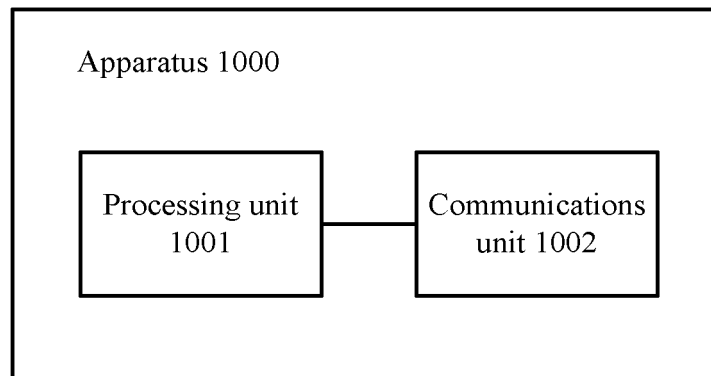 Apparatus 1000
Processing unit
1001
Communications
unit 1002